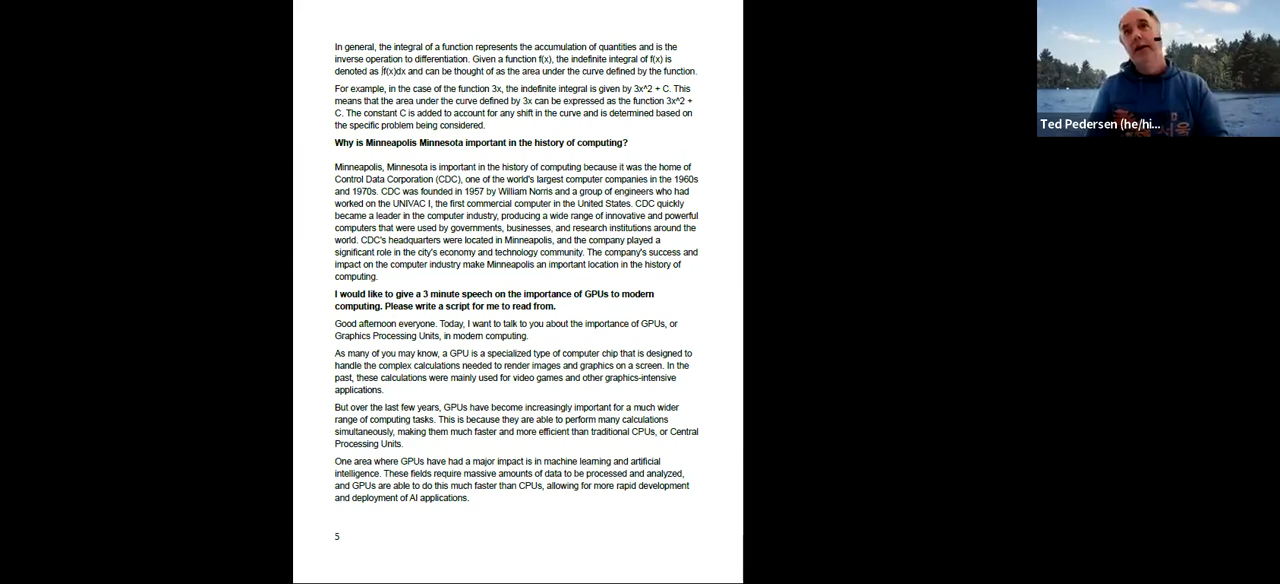 In general, the integral of a function represents the accumulation of quantities and is the
inverse operation to differentiation. Given a function f(x), the indefinite integral of f(x) is
denoted as ∫f(x)dx and can be thought of as the area under the curve defined by the function.
For example, in the case of the function 3x, the indefinite integral is given by 3x^2 + C. This
means that the area under the curve defined by 3x can be expressed as the function 3x^2 +
C. The constant C is added to account for any shift in the curve and is determined based on
the specific problem being considered.
Why is Minneapolis Minnesota important in the history of computing?
Minneapolis, Minnesota is important in the history of computing because it was the home of
Control Data Corporation (CDC), one of the world's largest computer companies in the 1960s
and 1970s. CDC was founded in 1957 by William Norris and a group of engineers who had
worked on the UNIVAC I, the first commercial computer in the United States. CDC quickly
became a leader in the computer industry, producing a wide range of innovative and powerful
computers that were used by governments, businesses, and research institutions around the
world. CDC's headquarters were located in Minneapolis, and the company played a
significant role in the city's economy and technology community. The company's success and
impact on the computer industry make Minneapolis an important location in the history of
computing.
I would like to give a 3 minute speech on the importance of GPUs to modern
computing. Please write a script for me to read from.
Good afternoon everyone. Today, I want to talk to you about the importance of GPUs, or
Graphics Processing Units, in modern computing.
As many of you may know, a GPU is a specialized type of computer chip that is designed to
handle the complex calculations needed to render images and graphics on a screen. In the
past, these calculations were mainly used for video games and other graphics-intensive
applications.
But over the last few years, GPUs have become increasingly important for a much wider
range of computing tasks. This is because they are able to perform many calculations
simultaneously, making them much faster and more efficient than traditional CPUs, or Central
Processing Units.
One area where GPUs have had a major impact is in machine learning and artificial
intelligence. These fields require massive amounts of data to be processed and analyzed,
and GPUs are able to do this much faster than CPUs, allowing for more rapid development
and deployment of AI applications.
5
Ted Pedersen (he/hi...